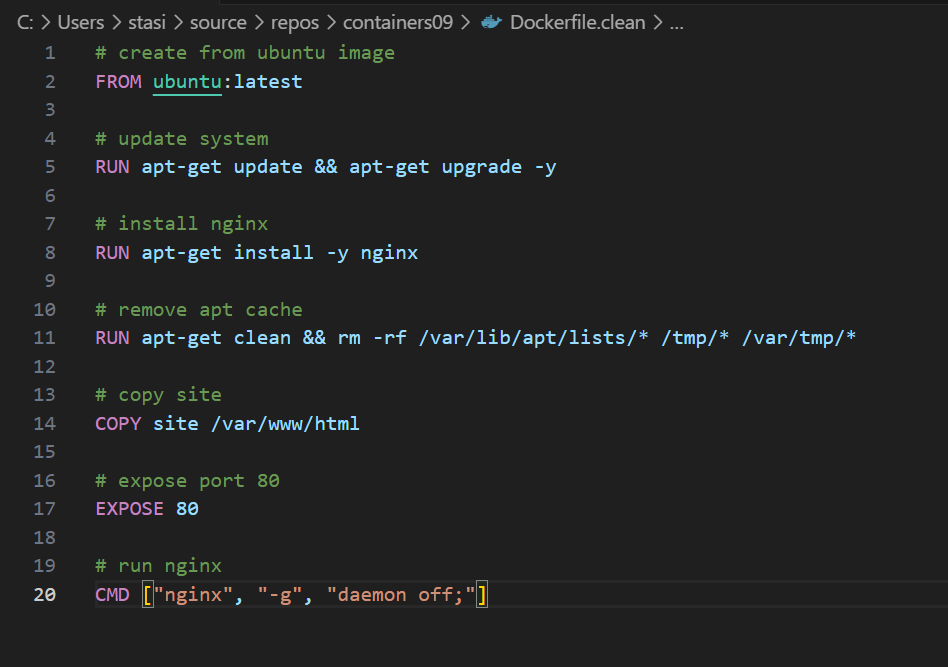 C: > Users > stasi > source > repos > containers09 > Dockerfile.clean > ...
1 # create from ubuntu image
2 FROM ubuntu:latest
3
4 # update system
5 RUN apt-get update && apt-get upgrade -y
6
7 # install nginx
8 RUN apt-get install -y nginx
9
10 # remove apt cache
11 RUN apt-get clean && rm -rf /var/lib/apt/lists/* /tmp/* /var/tmp/*
12
13 # copy site
14 COPY site /var/www/html
15
16 # expose port 80
17 EXPOSE 80
18
19 # run nginx
20 CMD ["nginx", "-g", "daemon off;"]